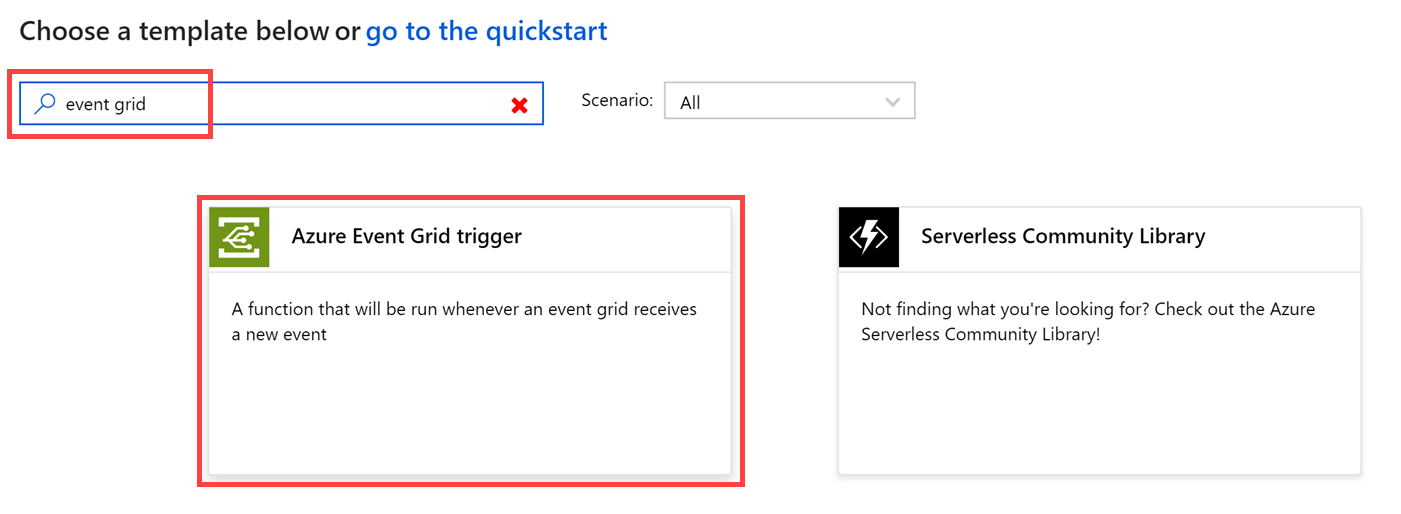 Choose a template below or go to the quickstart
event grid
Scenario: All
Azure Event Grid trigger
A function that will be run whenever an event grid receives
a new event
Serverless Community Library
Not finding what you're looking for? Check out the Azure
Serverless Community Library!